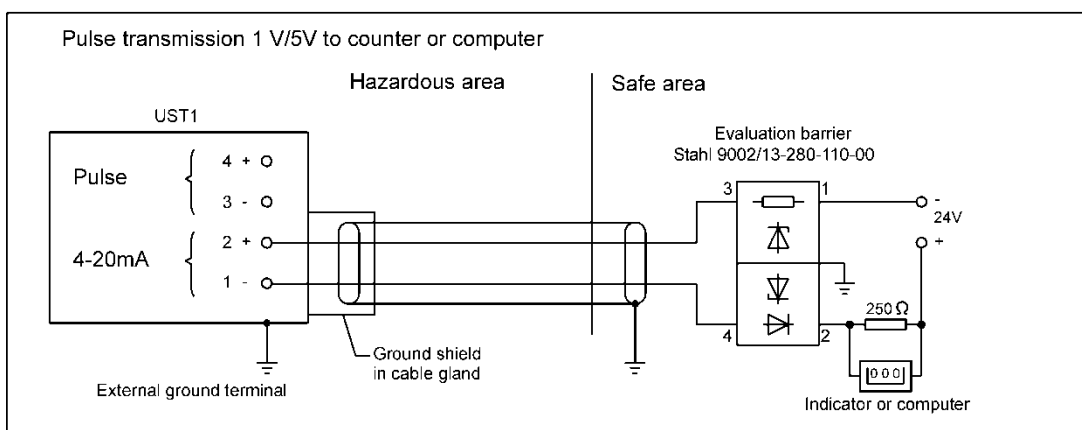 Pulse transmission 1 V/5V to counter or computer
Hazardous area
Safe area
UST1
Evaluation barrier
Stahl 9002/13-280-110-00
Pulse
4 + 
3 -
4-20mA
2 +
1 -
3
1
-
24V
+
4
2
250 Ω
000
Ground shield
in cable gland
External ground terminal
Indicator or computer